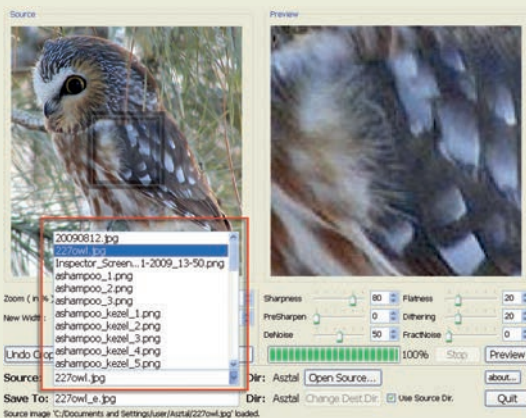 Source
Preview
20090812.jpg
227owl.jpg
Inspector_Screen...1-2009_13-50.png
ashampoo_1.png
ashampoo_2.png
ashampoo_3.png
ashampoo_kezel_1.png
ashampoo_kezel_2.png
ashampoo_kezel_3.png
ashampoo_kezel_4.png
ashampoo_kezel_5.png
Zoom ( in %
New Width:
Sharpness 80 Flatness 20
PreSharpen 0 Dithering 20
DeNoise 50 FractNoise 0
Undo Crop
100% Stop Preview
Source: 227owl.jpg Dir: Asztal Open Source... about...
Save To: 227owl_e.jpg Dir: Asztal Change Dest Dir. Use Source Dir. Quit
Source image 'C:/Documents and Settings/user/Asztal/227owl.jpg' loaded.